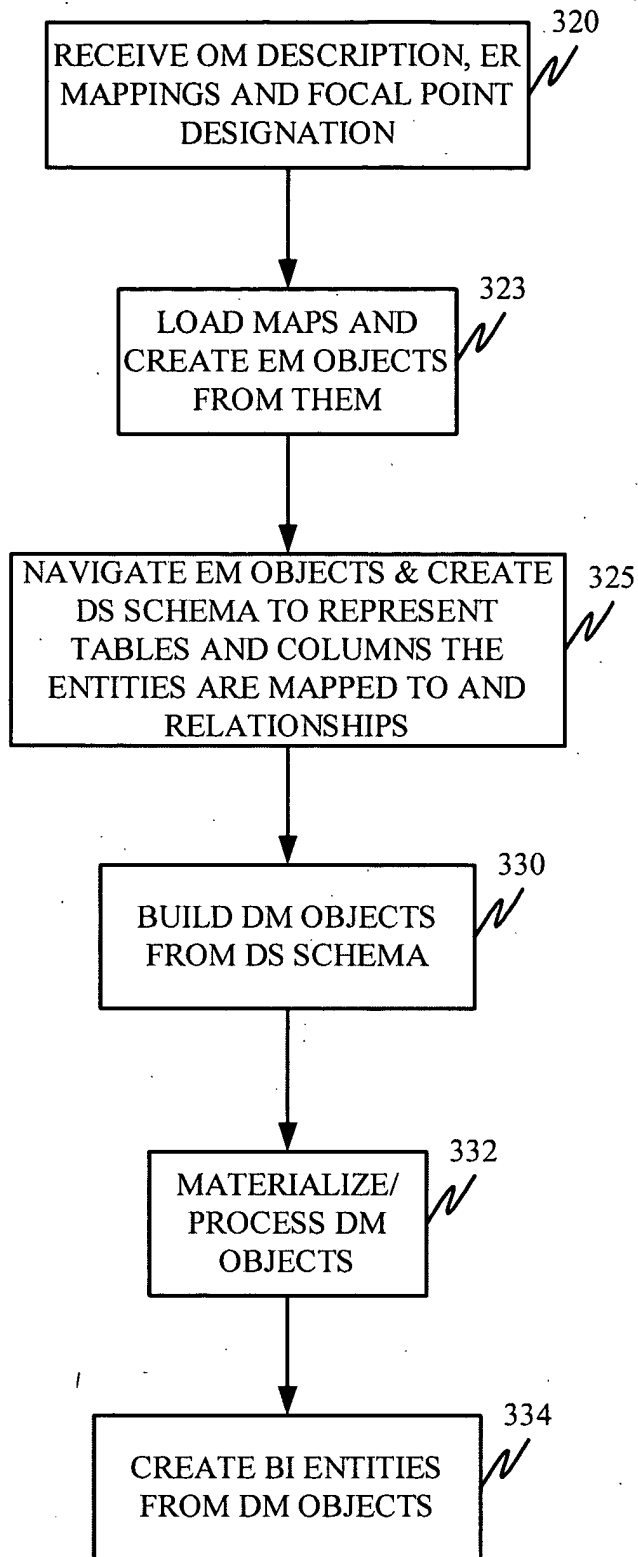 320
RECEIVE OM DESCRIPTION, ER
MAPPINGS AND FOCAL POINT
DESIGNATION
323
LOAD MAPS AND
CREATE EM OBJECTS
FROM THEM
325
NAVIGATE EM OBJECTS & CREATE
DS SCHEMA TO REPRESENT
TABLES AND COLUMNS THE
ENTITIES ARE MAPPED TO AND
RELATIONSHIPS
330
BUILD DM OBJECTS
FROM DS SCHEMA
332
MATERIALIZE/
PROCESS DM
OBJECTS
334
CREATE BI ENTITIES
FROM DM OBJECTS